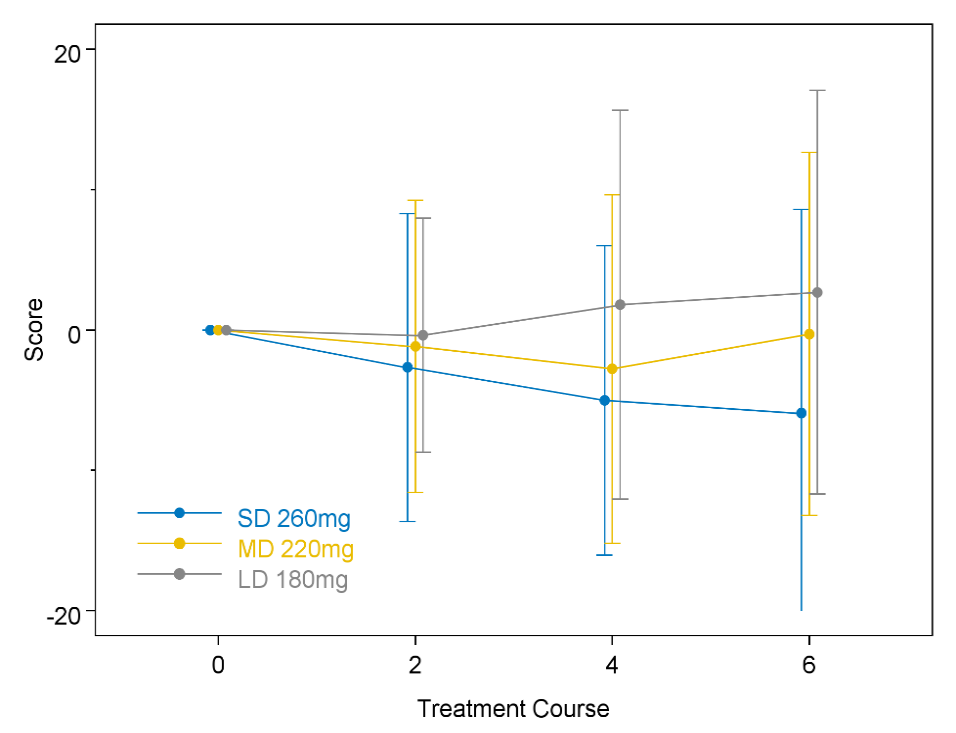 20
0
-20
Score
SD 260mg
MD 220mg
LD 180mg
0 2 4 6
Treatment Course